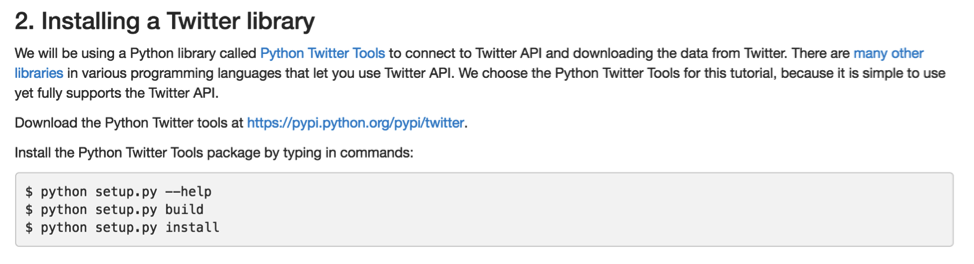 2. Installing a Twitter library
We will be using a Python library called Python Twitter Tools to connect to Twitter API and downloading the data from Twitter. There are many other
libraries in various programming languages that let you use Twitter API. We choose the Python Twitter Tools for this tutorial, because it is simple to use
yet fully supports the Twitter API.
Download the Python Twitter tools at https://pypi.python.org/pypi/twitter.
Install the Python Twitter Tools package by typing in commands:
$ python setup.py --help
$ python setup.py build
$ python setup.py install